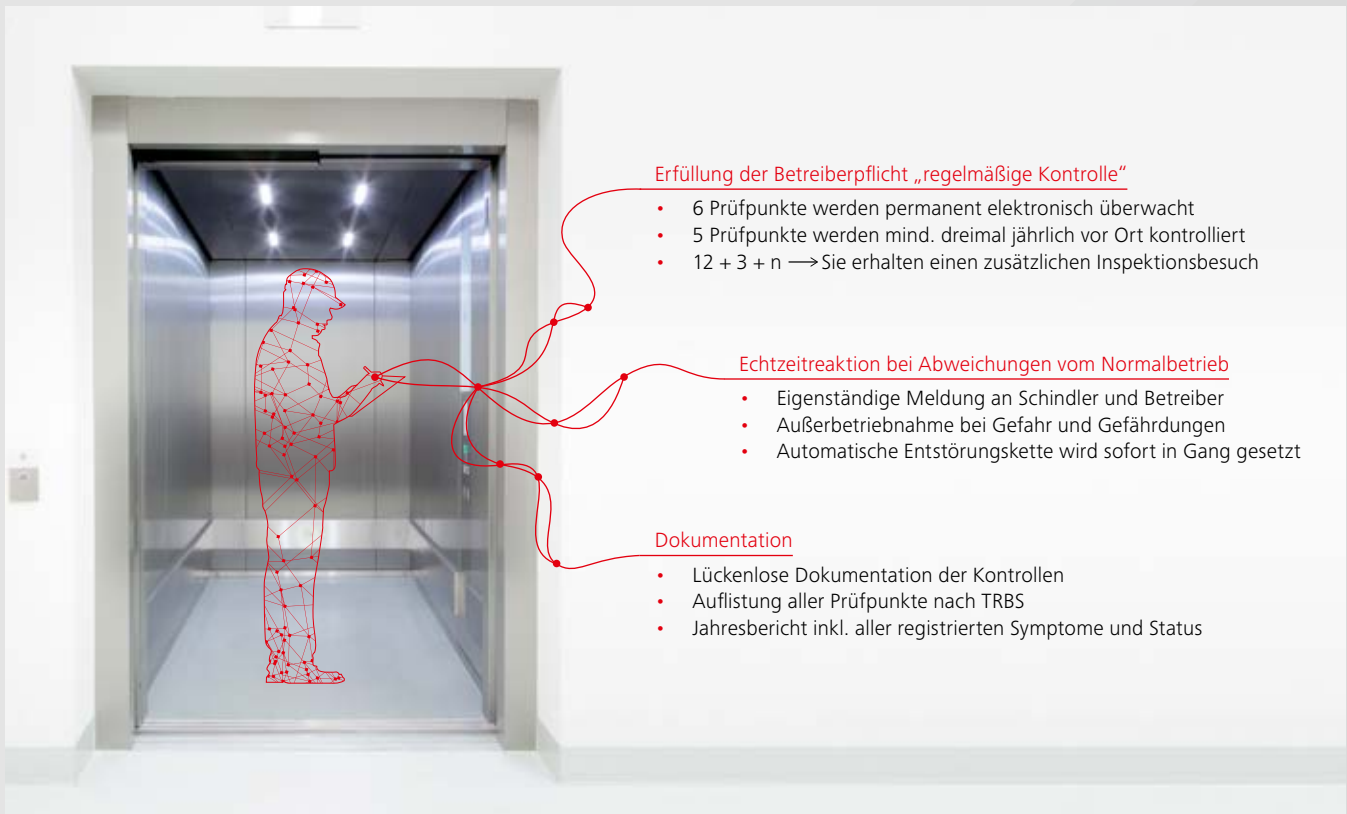 Erfüllung der Betreiberpflicht „regelmäßige Kontrolle“
• 6 Prüfpunkte werden permanent elektronisch überwacht
• 5 Prüfpunkte werden mind. dreimal jährlich vor Ort kontrolliert
• 12 + 3 + n → Sie erhalten einen zusätzlichen Inspektionsbesuch
Echtzeitreaktion bei Abweichungen vom Normalbetrieb
• Eigenständige Meldung an Schindler und Betreiber
• Außerbetriebnahme bei Gefahr und Gefährdungen
• Automatische Entstörungskette wird sofort in Gang gesetzt
Dokumentation
• Lückenlose Dokumentation der Kontrollen
• Auflistung aller Prüfpunkte nach TRBS
• Jahresbericht inkl. aller registrierten Symptome und Status